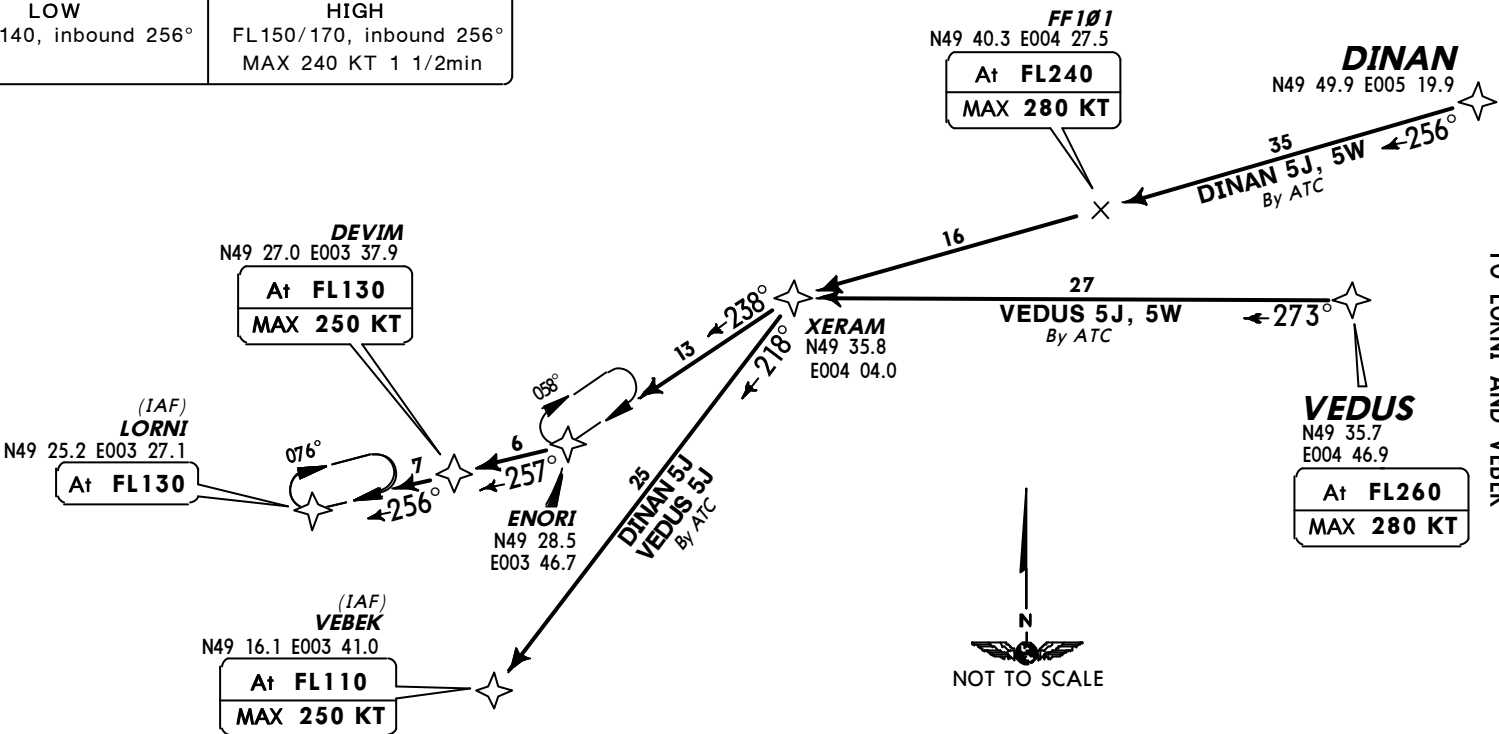 LOW
140, inbound 256°
HIGH
FL150/170, inbound 256°
MAX 240 KT 1 1/2min
FF1Ø1
N49 40.3 E004 27.5
At FL240
MAX 280 KT
DINAN
N49 49.9 E005 19.9
35
256°
DINAN 5J, 5W
By ATC
16
27
VEDUS 5J, 5W
By ATC
273°
TO LORNI AND VEBEK
DEVIM
N49 27.0 E003 37.9
At FL130
MAX 250 KT
238°
13
218°
XERAM
N49 35.8
E004 04.0
VEDUS
N49 35.7
E004 46.9
At FL260
MAX 280 KT
(IAF)
LORNI
N49 25.2 E003 27.1
At FL130
076°
7
256°
058°
6
257°
ENORI
N49 28.5
E003 46.7
25
DINAN 5J
VEDUS 5J
By ATC
(IAF)
VEBEK
N49 16.1 E003 41.0
At FL110
MAX 250 KT
N
NOT TO SCALE